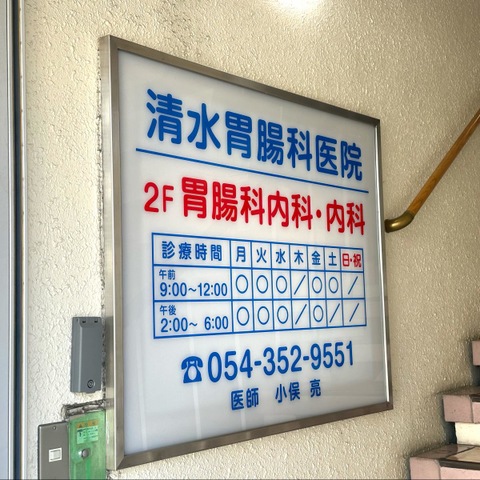 清水胃腸科医院
2F 胃腸科内科・内科
診療時間 月 火 水 木 金 土 日・祝
午前 9:00～12:00 ○ ○ ○ / ○ ○ /
午後 2:00～ 6:00 ○ ○ ○ / ○ ○ /
☎054-352-9551
医師 小俣 亮